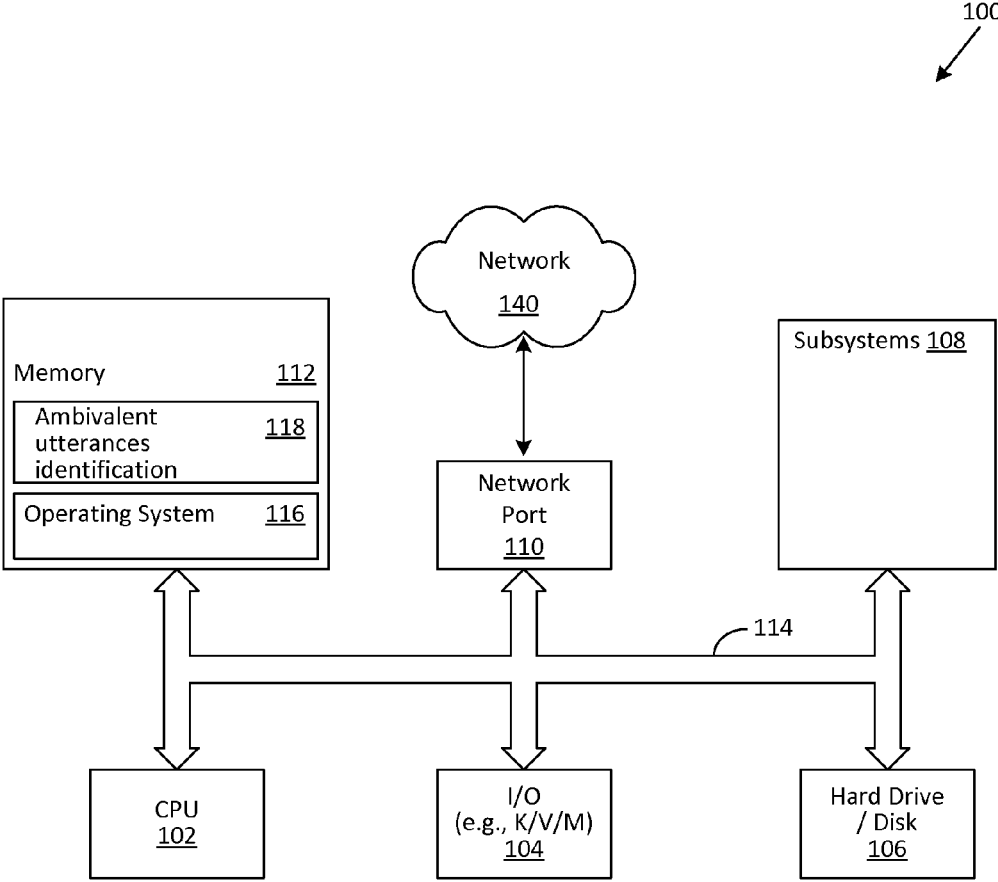 100
Network
140
Memory 112
Ambivalent 118
utterances
identification
Operating System 116
Network
Port
110
Subsystems 108
114
CPU
102
I/O
(e.g., K/V/M)
104
Hard Drive
/ Disk
106